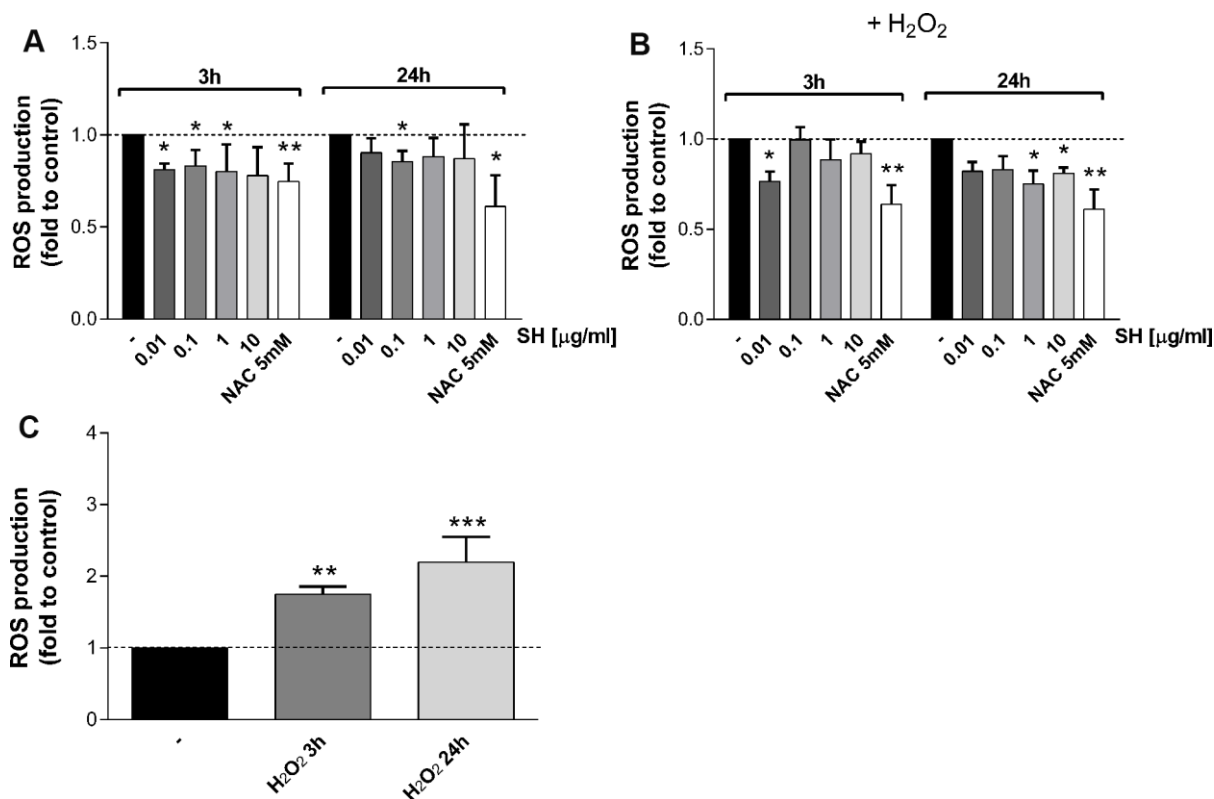 A
3h
24h
ROS production
(fold to control)
1.5
1.0
0.5
0.0
* * * ** * *
- 0.01 0.1 1 10 NAC 5mM - 0.01 0.1 1 10 NAC 5mM SH [μg/ml]
+ H₂O₂
B
3h
24h
ROS production
(fold to control)
1.5
1.0
0.5
0.0
* ** * * **
- 0.01 0.1 1 10 NAC 5mM - 0.01 0.1 1 10 NAC 5mM SH [μg/ml]
C
ROS production
(fold to control)
4
3
2
1
0
** ***
- H₂O₂ 3h H₂O₂ 24h